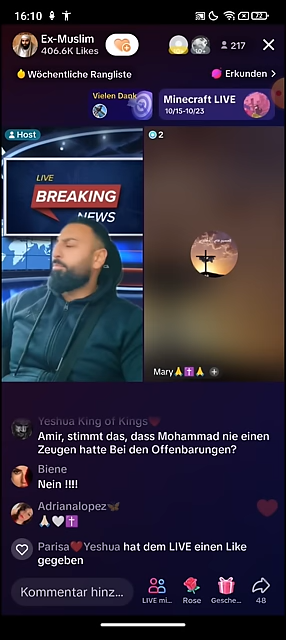 16:10
72
Ex-Muslim
406.6K Likes
217
Wöchentliche Rangliste
Erkunden >
Vielen Dank
Minecraft LIVE
10/15-10/23
Host
2
LIVE
BREAKING
NEWS
Mary🙏✝️🙏
Yeshua King of Kings❤️
Amir, stimmt das, dass Mohammad nie einen
Zeugen hatte Bei den Offenbarungen?
Biene
Nein !!!!
Adrianalopez🦋
🙏🏻🤍✝️
Parisa❤️Yeshua hat dem LIVE einen Like
gegeben
Kommentar hinz...
LIVE mi...
Rose
Gesche...
48